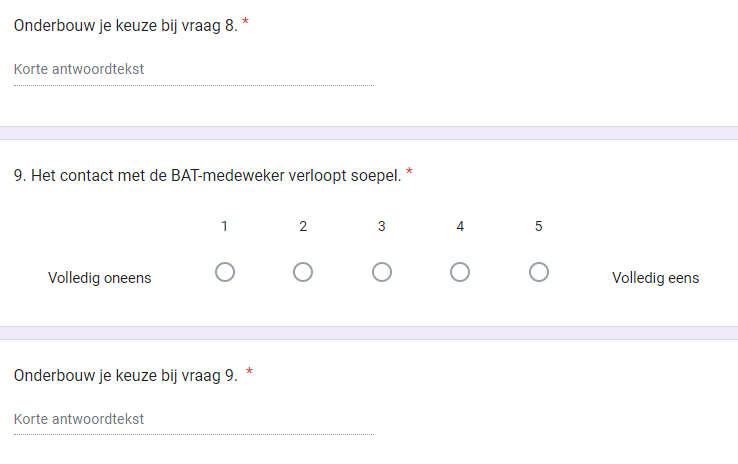 Onderbouw je keuze bij vraag 8. *
Korte antwoordtekst
9. Het contact met de BAT-medeweker verloopt soepel. *
1 2 3 4 5
Volledig oneens Volledig eens
Onderbouw je keuze bij vraag 9. *
Korte antwoordtekst